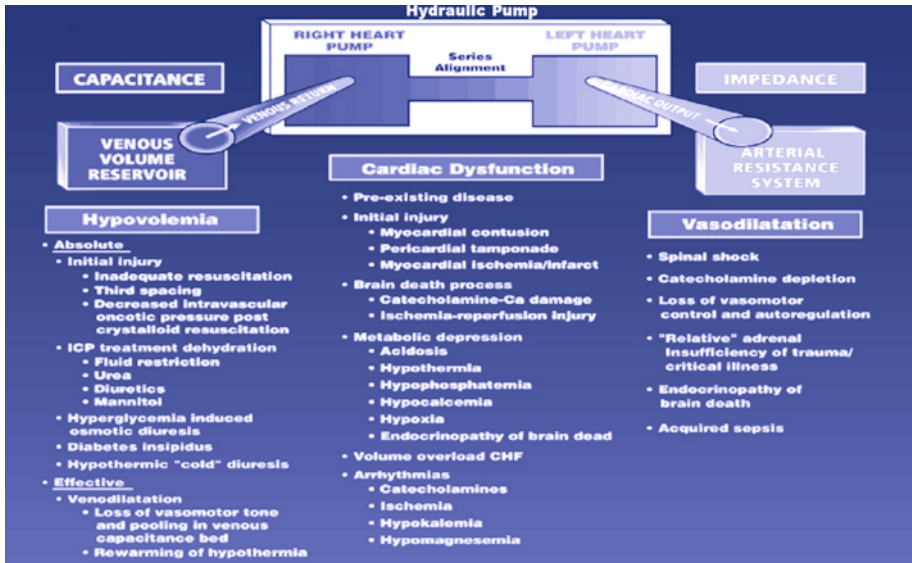 Hydraulic Pump
RIGHT HEART
PUMP
Series
Alignment
LEFT HEART
PUMP
CAPACITANCE
VENOUS RETURN
CARDIAC OUTPUT
IMPEDANCE
VENOUS
VOLUME
RESERVOIR
ARTERIAL
RESISTANCE
SYSTEM
Hypovolemia
• Absolute
• Initial injury
• Inadequate resuscitation
• Third spacing
• Decreased intravascular
oncotic pressure post
crystalloid resuscitation
• ICP treatment dehydration
• Fluid restriction
• Urea
• Diuretics
• Mannitol
• Hyperglycemia induced
osmotic diuresis
• Diabetes insipidus
• Hypothermic "cold" diuresis
• Effective
• Venodilatation
• Loss of vasomotor tone
and pooling in venous
capacitance bed
• Rewarming of hypothermia
Cardiac Dysfunction
• Pre-existing disease
• Initial injury
• Myocardial contusion
• Pericardial tamponade
• Myocardial ischemia/infarct
• Brain death process
• Catecholamine-Ca damage
• Ischemia-reperfusion injury
• Metabolic depression
• Acidosis
• Hypothermia
• Hypophosphatemia
• Hypocalcemia
• Hypoxia
• Endocrinopathy of brain dead
• Volume overload CHF
• Arrhythmias
• Catecholamines
• Ischemia
• Hypokalemia
• Hypomagnesemia
Vasodilatation
• Spinal shock
• Catecholamine depletion
• Loss of vasomotor
control and autoregulation
• "Relative" adrenal
Insufficiency of trauma/
critical illness
• Endocrinopathy of
brain death
• Acquired sepsis